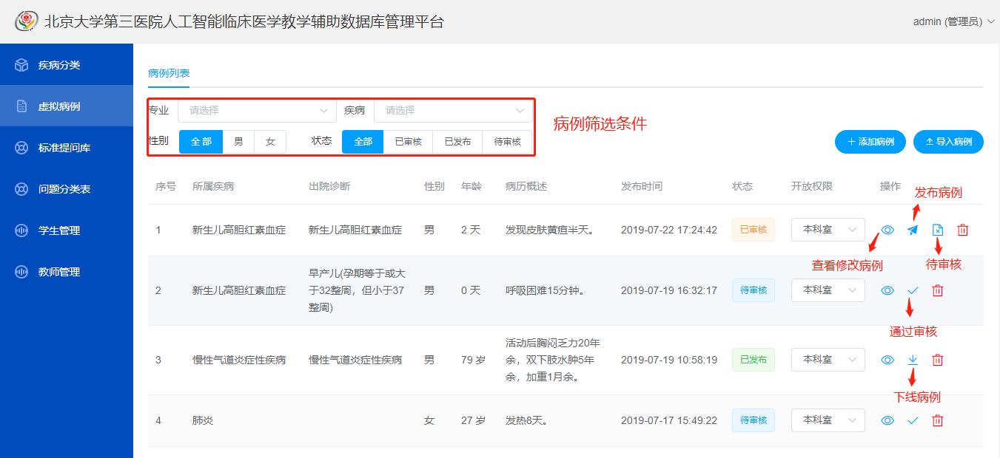 北京大学第三医院人工智能临床医学教学辅助数据库管理平台
admin (管理员)
疾病分类
虚拟病例
标准提问库
问题分类表
学生管理
教师管理
病例列表
专业 请选择 疾病 请选择
病例筛选条件
性别 全部 男 女 状态 全部 已审核 已发布 待审核
添加病例 导入病例
序号 所属疾病 出院诊断 性别 年龄 病历概述 发布时间 状态 开放权限 操作
发布病例
1 新生儿高胆红素血症 新生儿高胆红素血症 男 2 天 发现皮肤黄疸半天。 2019-07-22 17:24:42 已审核 本科室
查看修改病例 待审核
早产儿(孕期等于或大
2 新生儿高胆红素血症 于32整周，但小于37 男 0 天 呼吸困难15分钟。 2019-07-19 16:32:17 待审核 本科室
整周)
通过审核
活动后胸闷乏力20年
3 慢性气道炎症性疾病 慢性气道炎症性疾病 男 79 岁 余，双下肢水肿5年 2019-07-19 10:58:19 已发布 本科室
余，加重1月余。
下线病例
4 肺炎 女 27 岁 发热8天。 2019-07-17 15:49:22 待审核 本科室